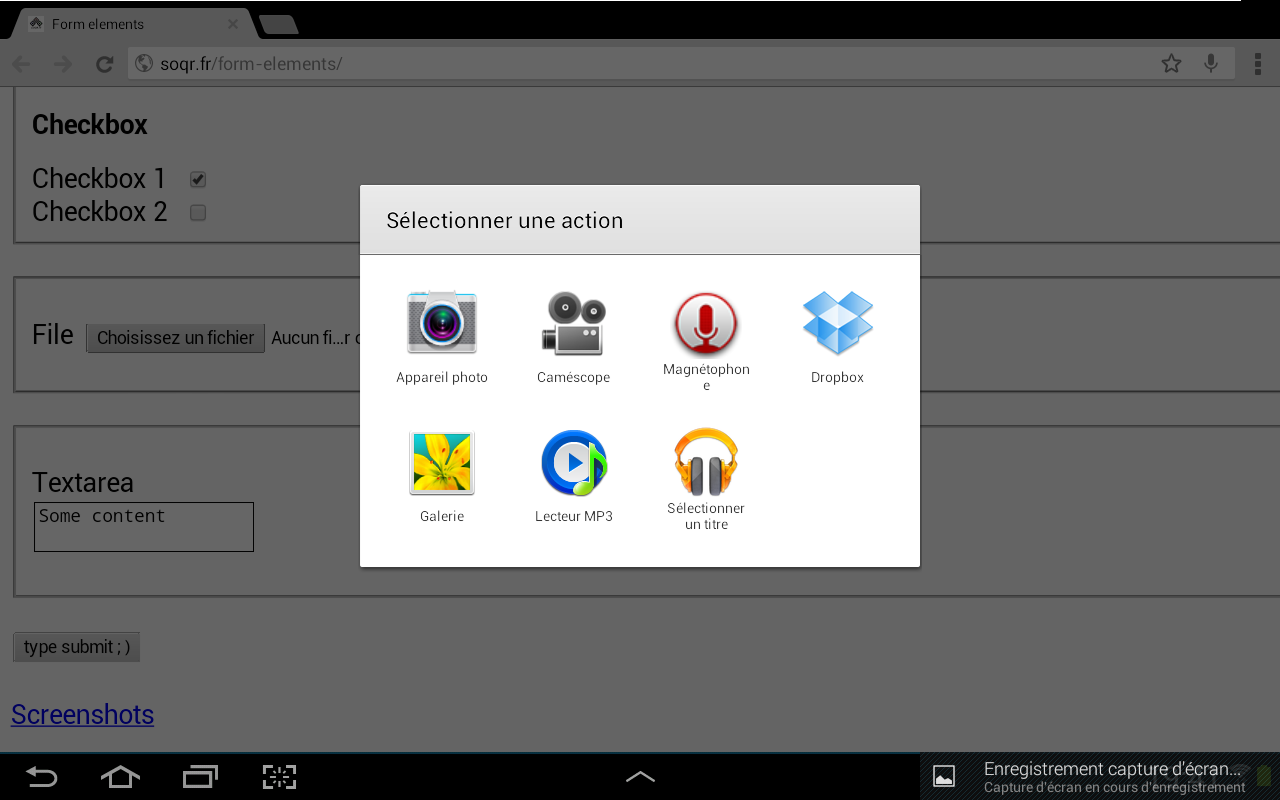 Form elements
soqr.fr/form-elements/
Checkbox
Checkbox 1
Checkbox 2
Sélectionner une action
Appareil photo
Caméscope
Magnétophon
e
Dropbox
File
Choisissez un fichier
Aucun fi...r
Galerie
Lecteur MP3
Sélectionner
un titre
Textarea
Some content
type submit ; )
Screenshots
Enregistrement capture d'écran...
Capture d'écran en cours d'enregistrement